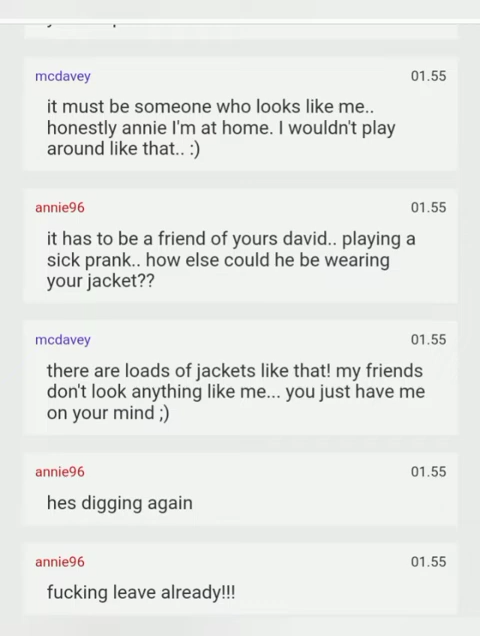 mcdavey 01.55
it must be someone who looks like me..
honestly annie I'm at home. I wouldn't play
around like that.. :)
annie96 01.55
it has to be a friend of yours david.. playing a
sick prank.. how else could he be wearing
your jacket??
mcdavey 01.55
there are loads of jackets like that! my friends
don't look anything like me... you just have me
on your mind ;)
annie96 01.55
hes digging again
annie96 01.55
fucking leave already!!!